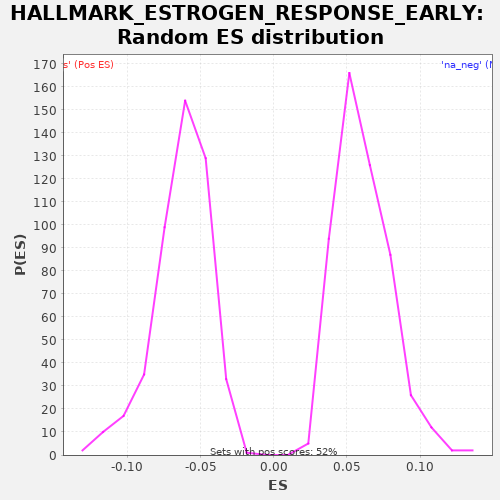 HALLMARK_ESTROGEN_RESPONSE_EARLY:
Random ES distribution
s' (Pos ES)
'na_neg' (N
170
160
150
140
130
120
110
100
90
80
70
60
50
40
30
20
10
0
P(ES)
Sets with pos scores: 52%
-0.10 -0.05 0.00 0.05 0.10
ES